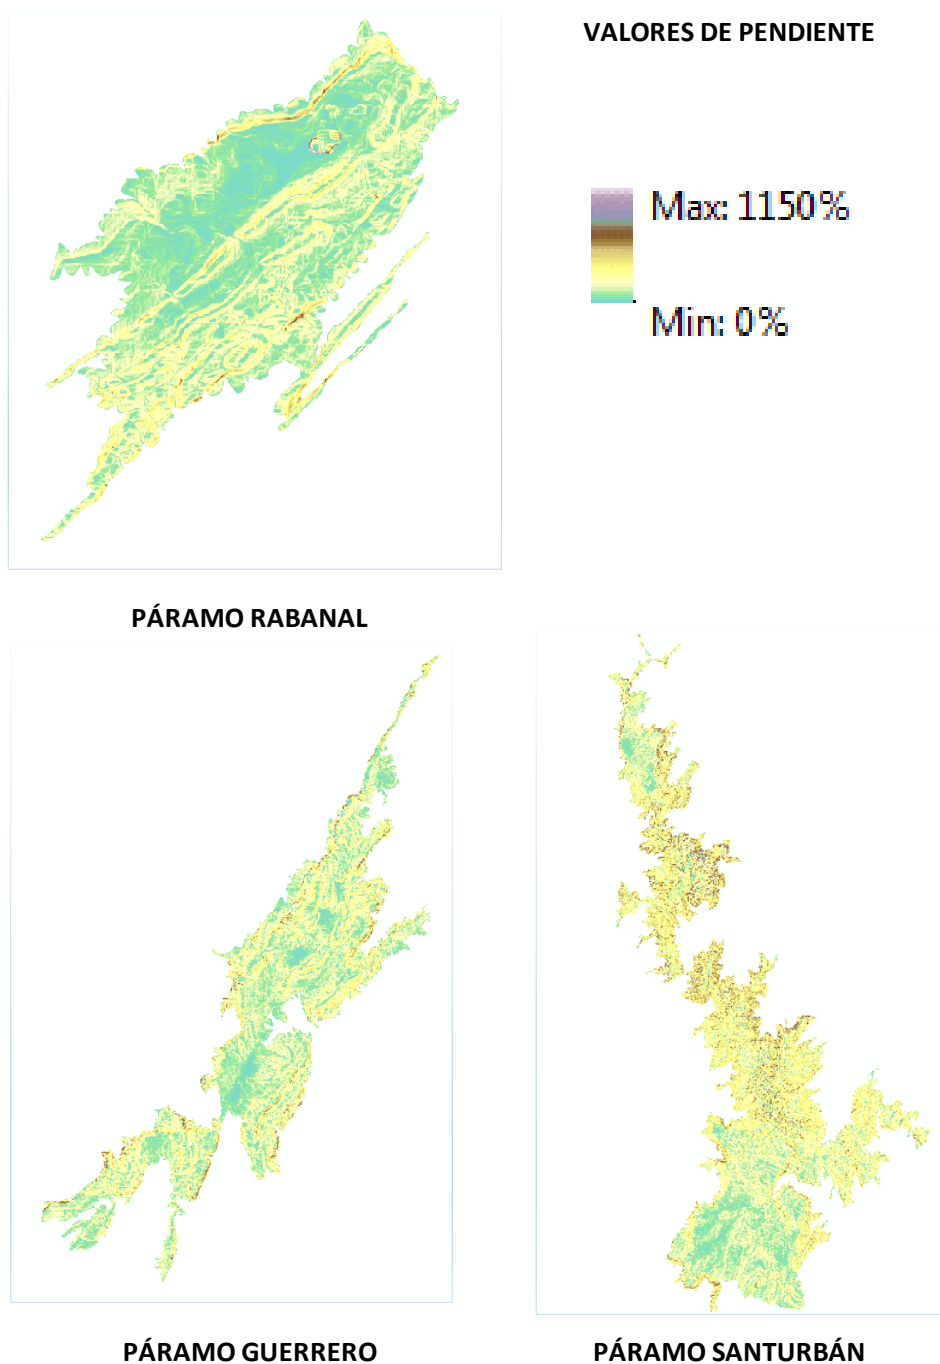 VALORES DE PENDIENTE
Max: 1150%
Min: 0%
PÁRAMO RABANAL
PÁRAMO GUERRERO
PÁRAMO SANTURBÁN